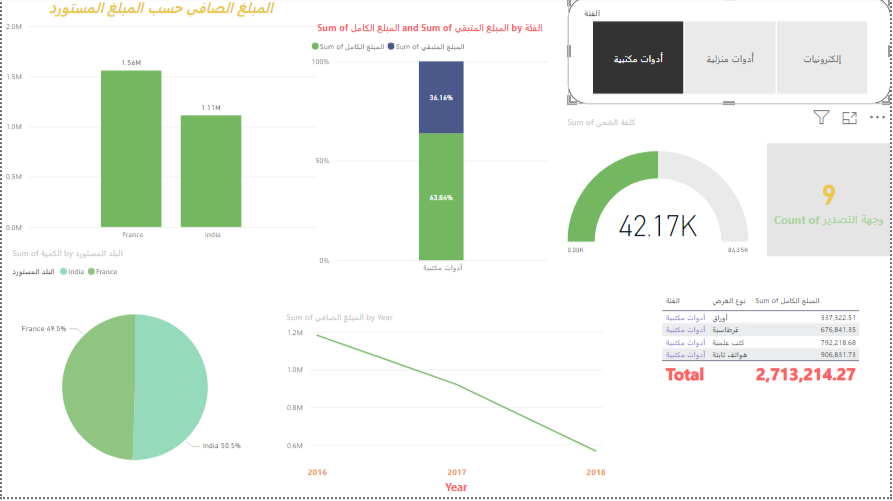 المبلغ الصافي حسب المبلغ المستورد
2.0M
1.5M
1.0M
0.5M
0.0M
1.56M
1.11M
France
India
Sum of المبلغ الكامل and Sum of المبلغ المتبقي by الفئة
Sum of المبلغ الكامل Sum of المبلغ المتبقي
100%
50%
0%
36.16%
63.84%
أدوات مكتبية
الفئة
أدوات مكتبية
أدوات منزلية
إلكترونيات
Sum of كلفة الشحن
42.17K
0.00K
84.35K
9
Count of وجهة التصدير
Sum of الكمية by البلد المستورد
البلد المستورد India France
France 49.5%
India 50.5%
Sum of المبلغ الصافي by Year
1.2M
1.0M
0.8M
0.6M
2016 2017 2018
Year
الفئة نوع الغرض Sum of المبلغ الكامل
أدوات مكتبية أوراق 337,322.51
أدوات مكتبية قرطاسية 676,841.35
أدوات مكتبية كتب علمية 792,218.68
أدوات مكتبية هواتف ثابتة 906,831.73
Total 2,713,214.27